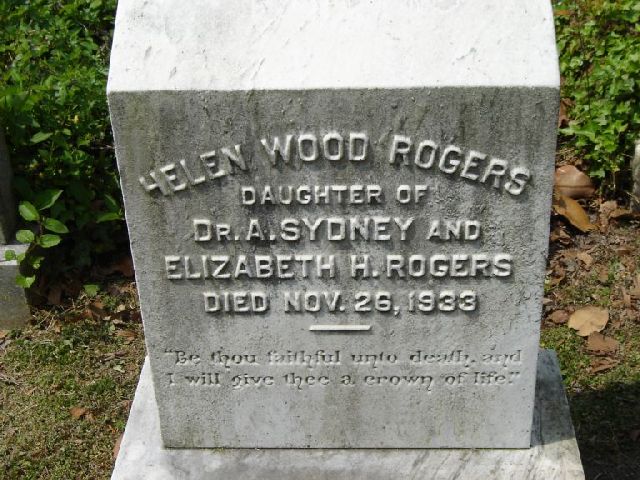 HELEN WOOD ROGERS
DAUGHTER OF
DR. A. SYDNEY AND
ELIZABETH H. ROGERS
DIED NOV. 26, 1933
"Be thou faithful unto death, and
I will give thee a crown of life."